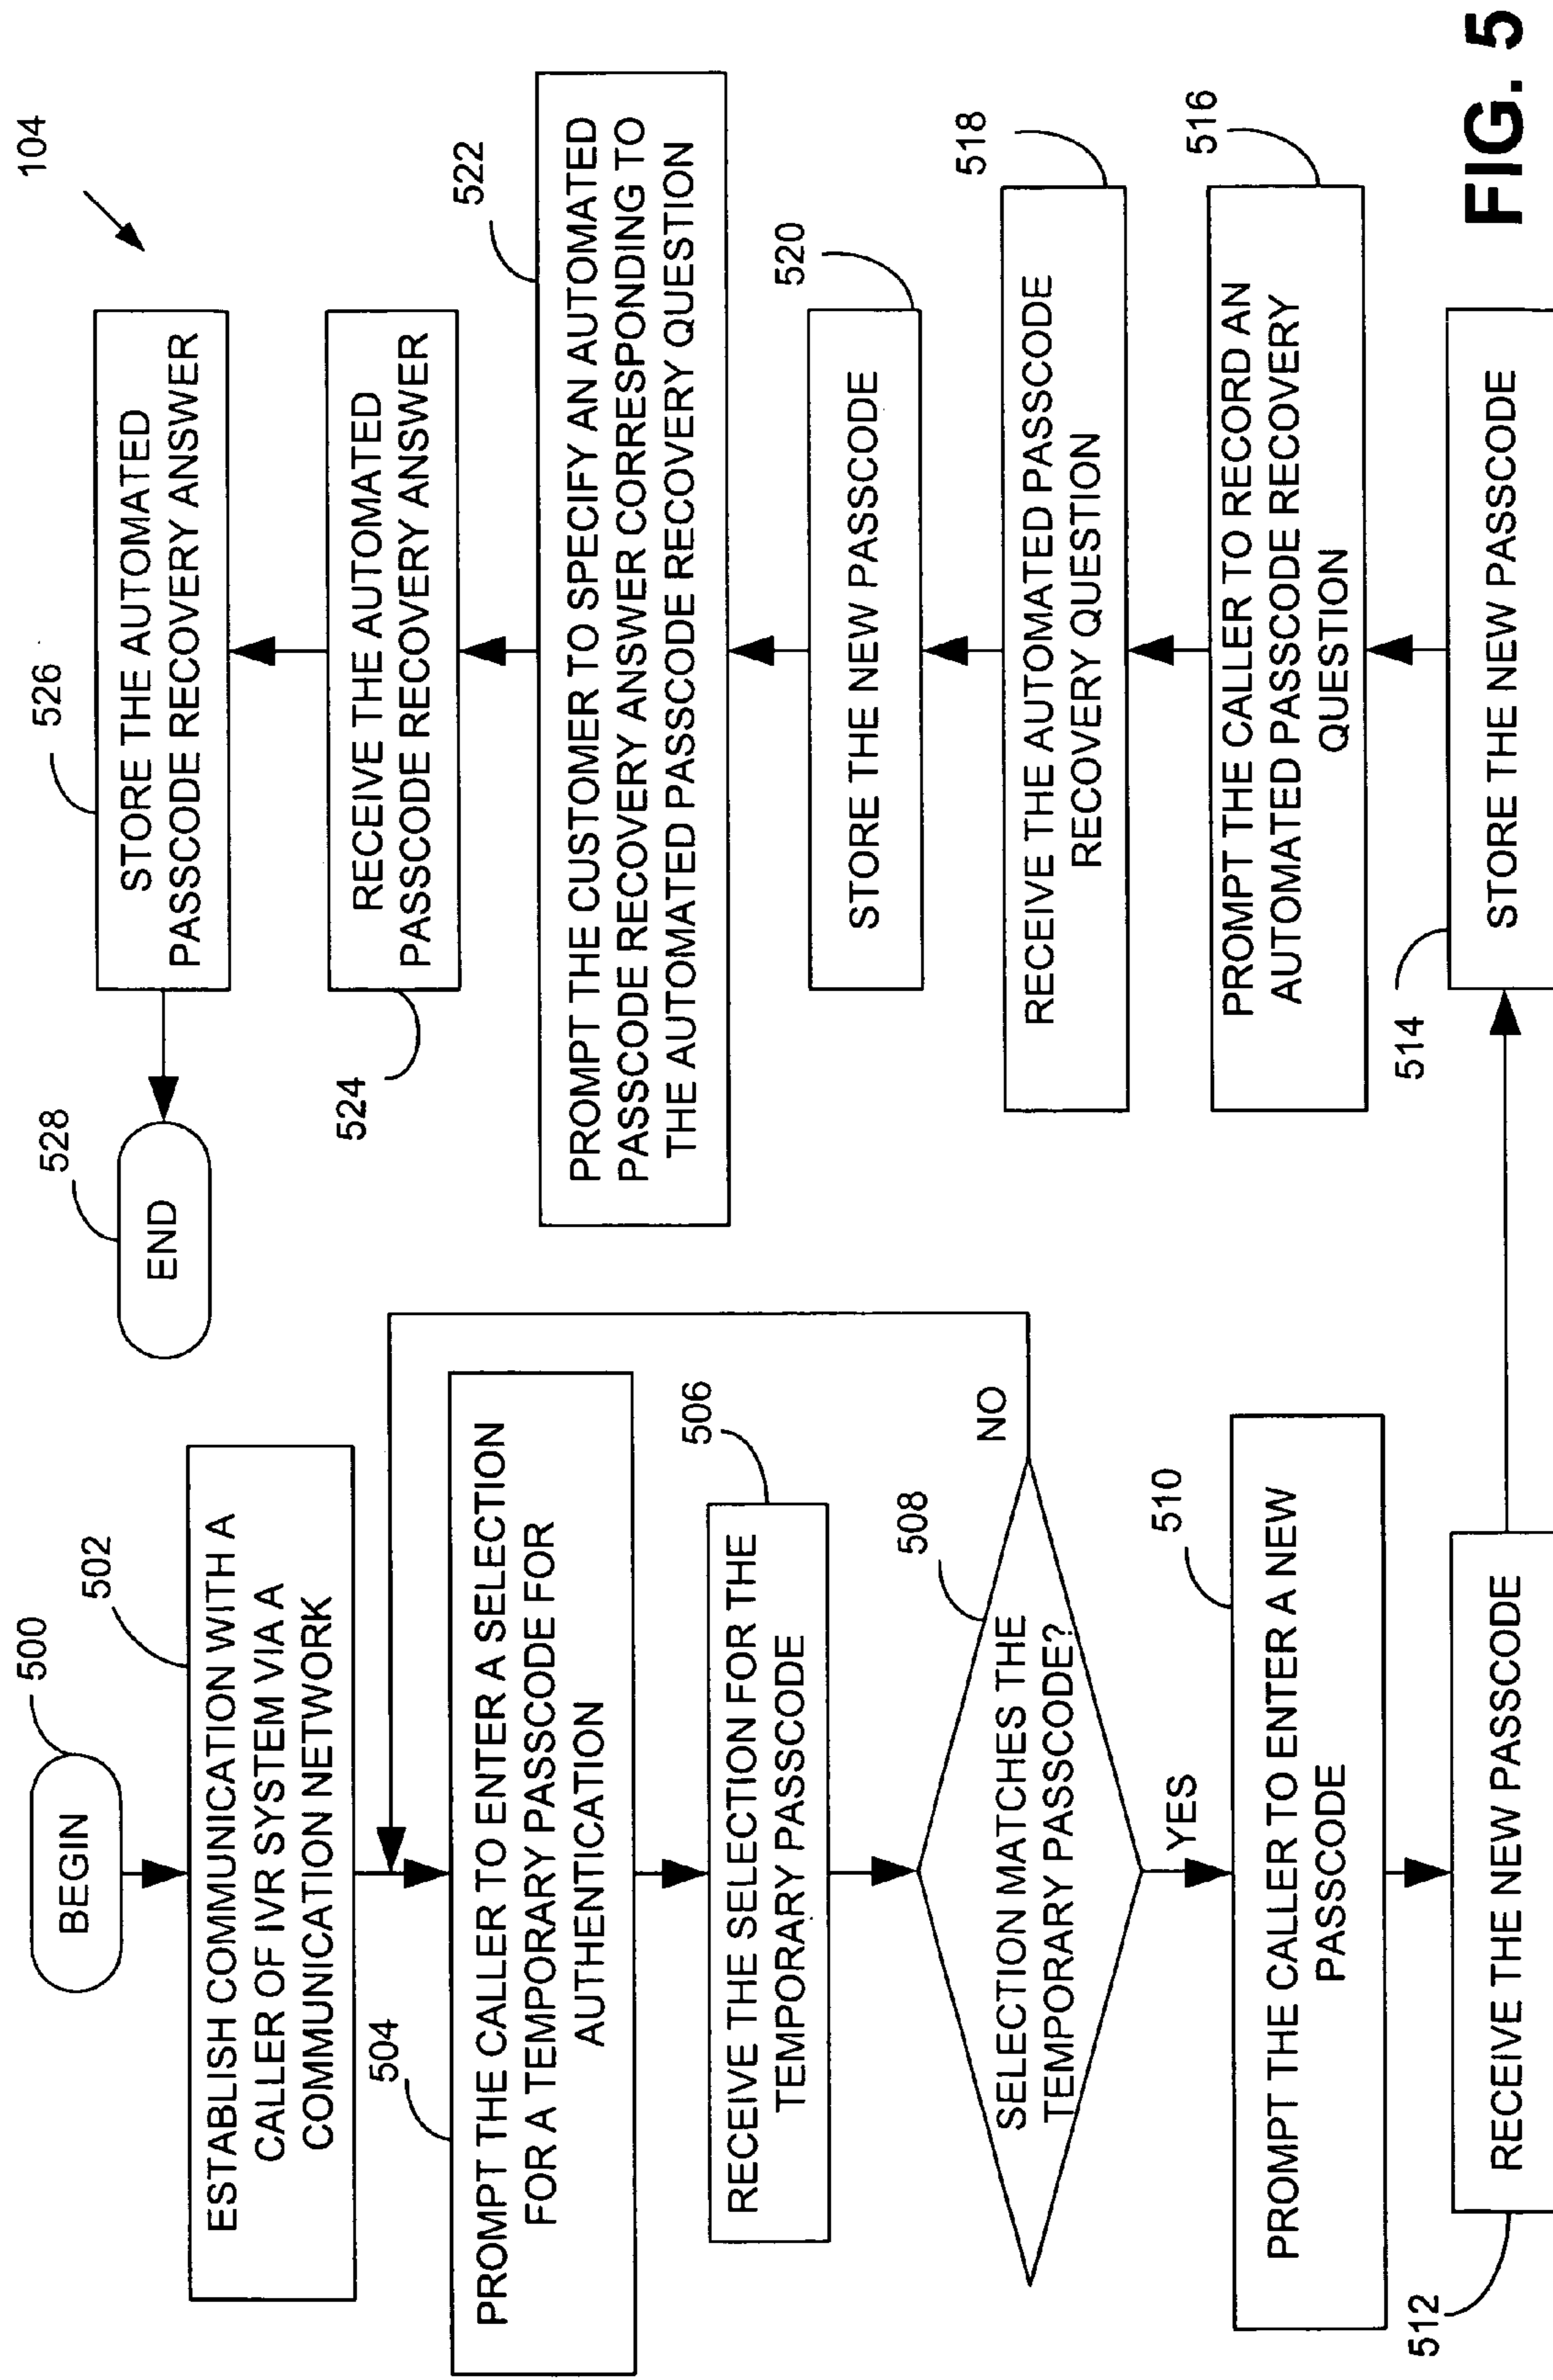 104
BEGIN
500
ESTABLISH COMMUNICATION WITH A
CALLER OF IVR SYSTEM VIA A
COMMUNICATION NETWORK
502
PROMPT THE CALLER TO ENTER A SELECTION
FOR A TEMPORARY PASSCODE FOR
AUTHENTICATION
504
RECEIVE THE SELECTION FOR THE
TEMPORARY PASSCODE
506
SELECTION MATCHES THE
TEMPORARY PASSCODE?
508
NO
YES
PROMPT THE CALLER TO ENTER A NEW
PASSCODE
510
RECEIVE THE NEW PASSCODE
512
STORE THE NEW PASSCODE
514
PROMPT THE CALLER TO RECORD AN
AUTOMATED PASSCODE RECOVERY
QUESTION
516
RECEIVE THE AUTOMATED PASSCODE
RECOVERY QUESTION
518
STORE THE NEW PASSCODE
520
PROMPT THE CUSTOMER TO SPECIFY AN AUTOMATED
PASSCODE RECOVERY ANSWER CORRESPONDING TO
THE AUTOMATED PASSCODE RECOVERY QUESTION
522
RECEIVE THE AUTOMATED
PASSCODE RECOVERY ANSWER
524
STORE THE AUTOMATED
PASSCODE RECOVERY ANSWER
526
END
528
FIG. 5